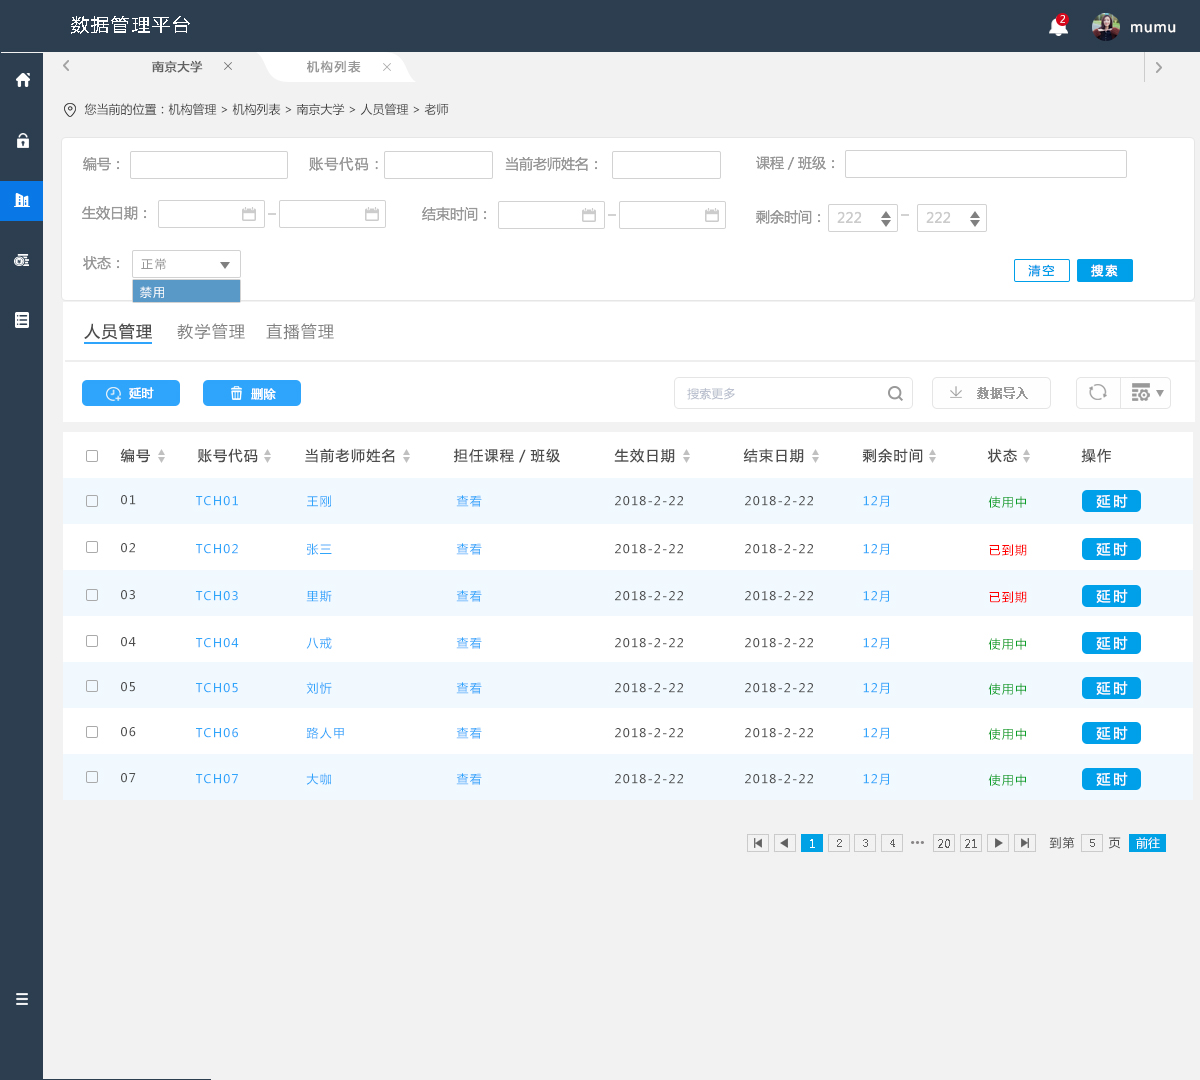 数据管理平台
2
mumu
南京大学
机构列表
您当前的位置：机构管理 > 机构列表 > 南京大学 > 人员管理 > 老师
编号： 账号代码： 当前老师姓名： 课程 / 班级：
生效日期： – 结束时间： – 剩余时间： 222 – 222
状态： 正常
清空 搜索
禁用
人员管理 教学管理 直播管理
延时 删除 搜索更多 数据导入
编号 账号代码 当前老师姓名 担任课程 / 班级 生效日期 结束日期 剩余时间 状态 操作
01 TCH01 王刚 查看 2018-2-22 2018-2-22 12月 使用中 延时
02 TCH02 张三 查看 2018-2-22 2018-2-22 12月 已到期 延时
03 TCH03 里斯 查看 2018-2-22 2018-2-22 12月 已到期 延时
04 TCH04 八戒 查看 2018-2-22 2018-2-22 12月 使用中 延时
05 TCH05 刘忻 查看 2018-2-22 2018-2-22 12月 使用中 延时
06 TCH06 路人甲 查看 2018-2-22 2018-2-22 12月 使用中 延时
07 TCH07 大咖 查看 2018-2-22 2018-2-22 12月 使用中 延时
1 2 3 4 ••• 20 21 到第 5 页 前往